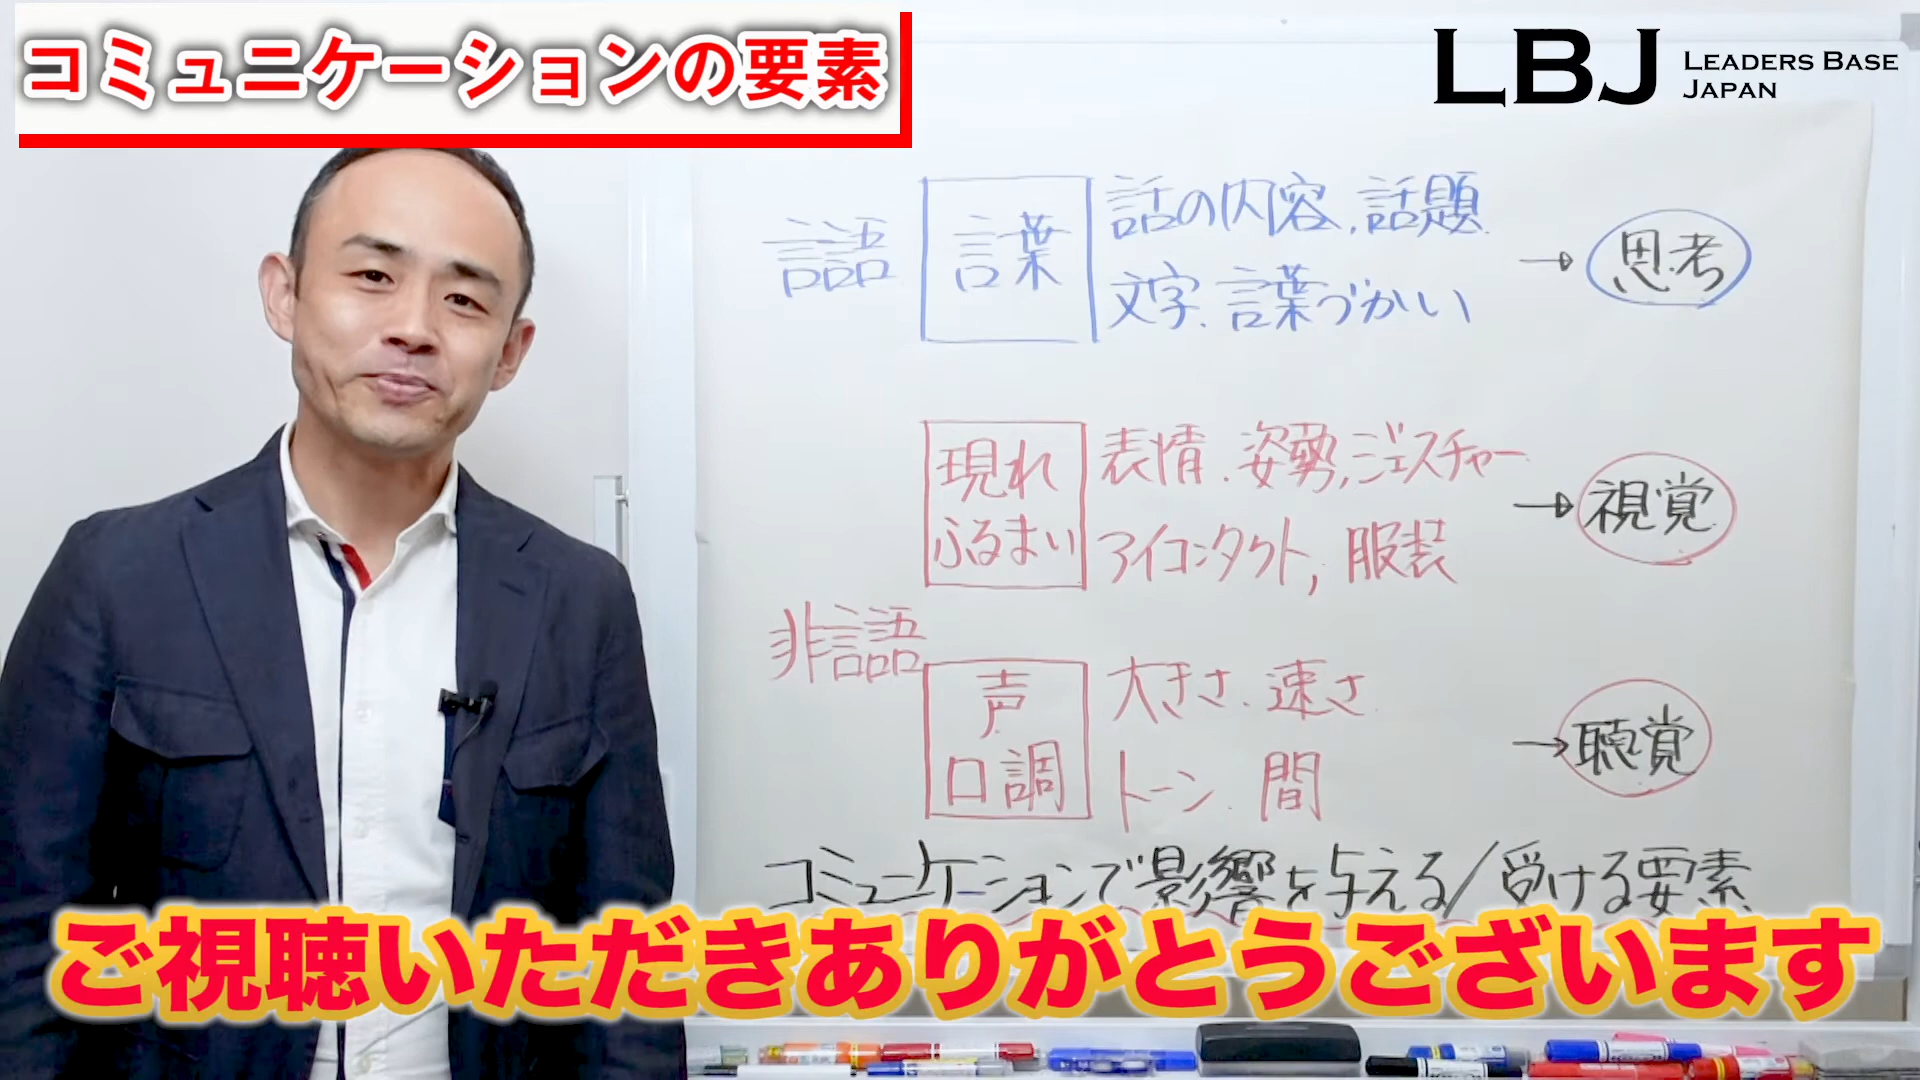 コミュニケーションの要素
LBJ LEADERS BASE
JAPAN
言語
言葉
話の内容,話題
文字.言葉づかい
→思考
非言語
現れ
ふるまい
表情.姿勢,ジェスチャー
アイコンタクト,服装
→視覚
声
口調
大きさ.速さ
トーン.間
→聴覚
コミュニケーションで影響を与える/受ける要素
ご視聴いただきありがとうございます